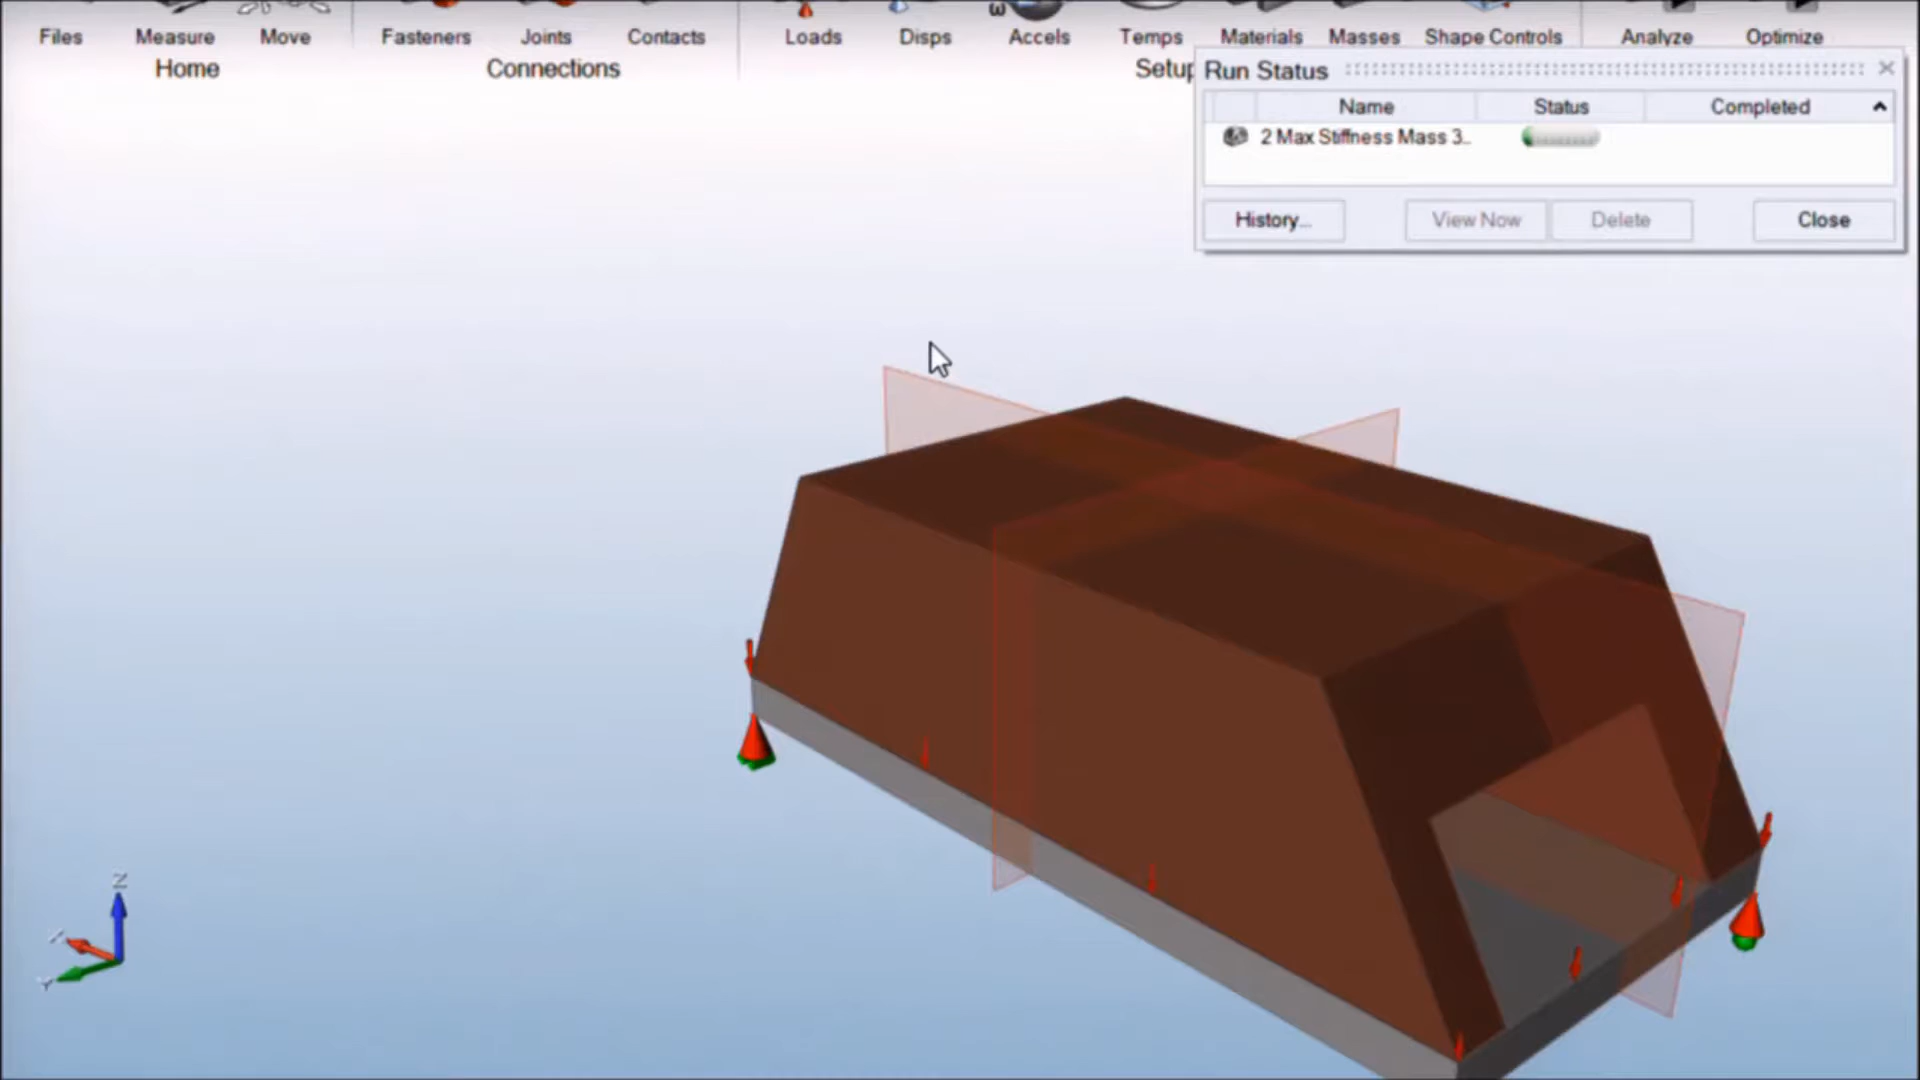 Files Measure Move Fasteners Joints Contacts Loads Disps Accels Temps Materials Masses Shape Controls Analyze Optimize
Home Connections Setup
Run Status
Name Status Completed
2 Max Stiffness Mass 3..
History... View Now Delete Close
Z
X
Y